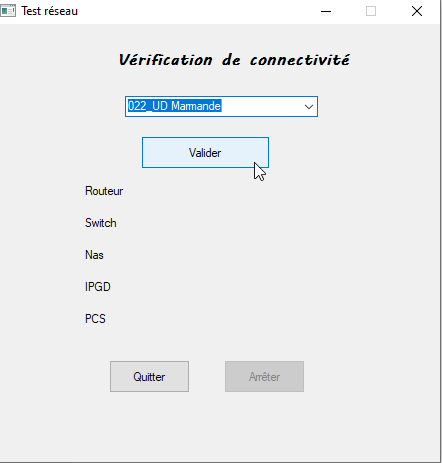 Test réseau
Vérification de connectivité
022_UD Marmande
Valider
Routeur
Switch
Nas
IPGD
PCS
Quitter
Arrêter